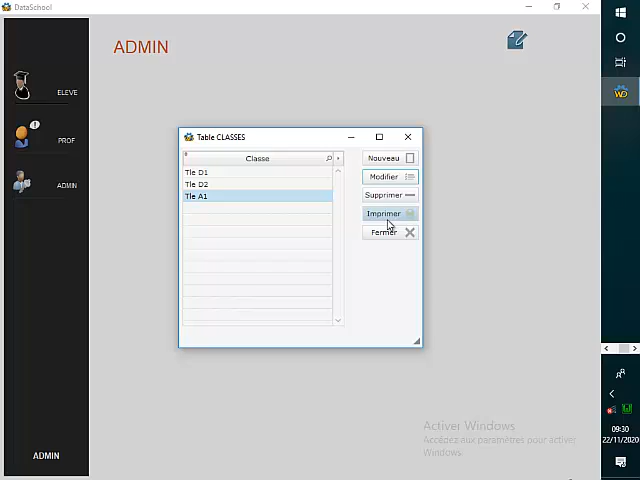 DataSchool
ADMIN
ELEVE
PROF
ADMIN
ADMIN
Table CLASSES
Classe
Tle D1
Tle D2
Tle A1
Nouveau
Modifier
Supprimer
Imprimer
Fermer
Activer Windows
Accédez aux paramètres pour activer
Windows.
WD
09:30
22/11/2020